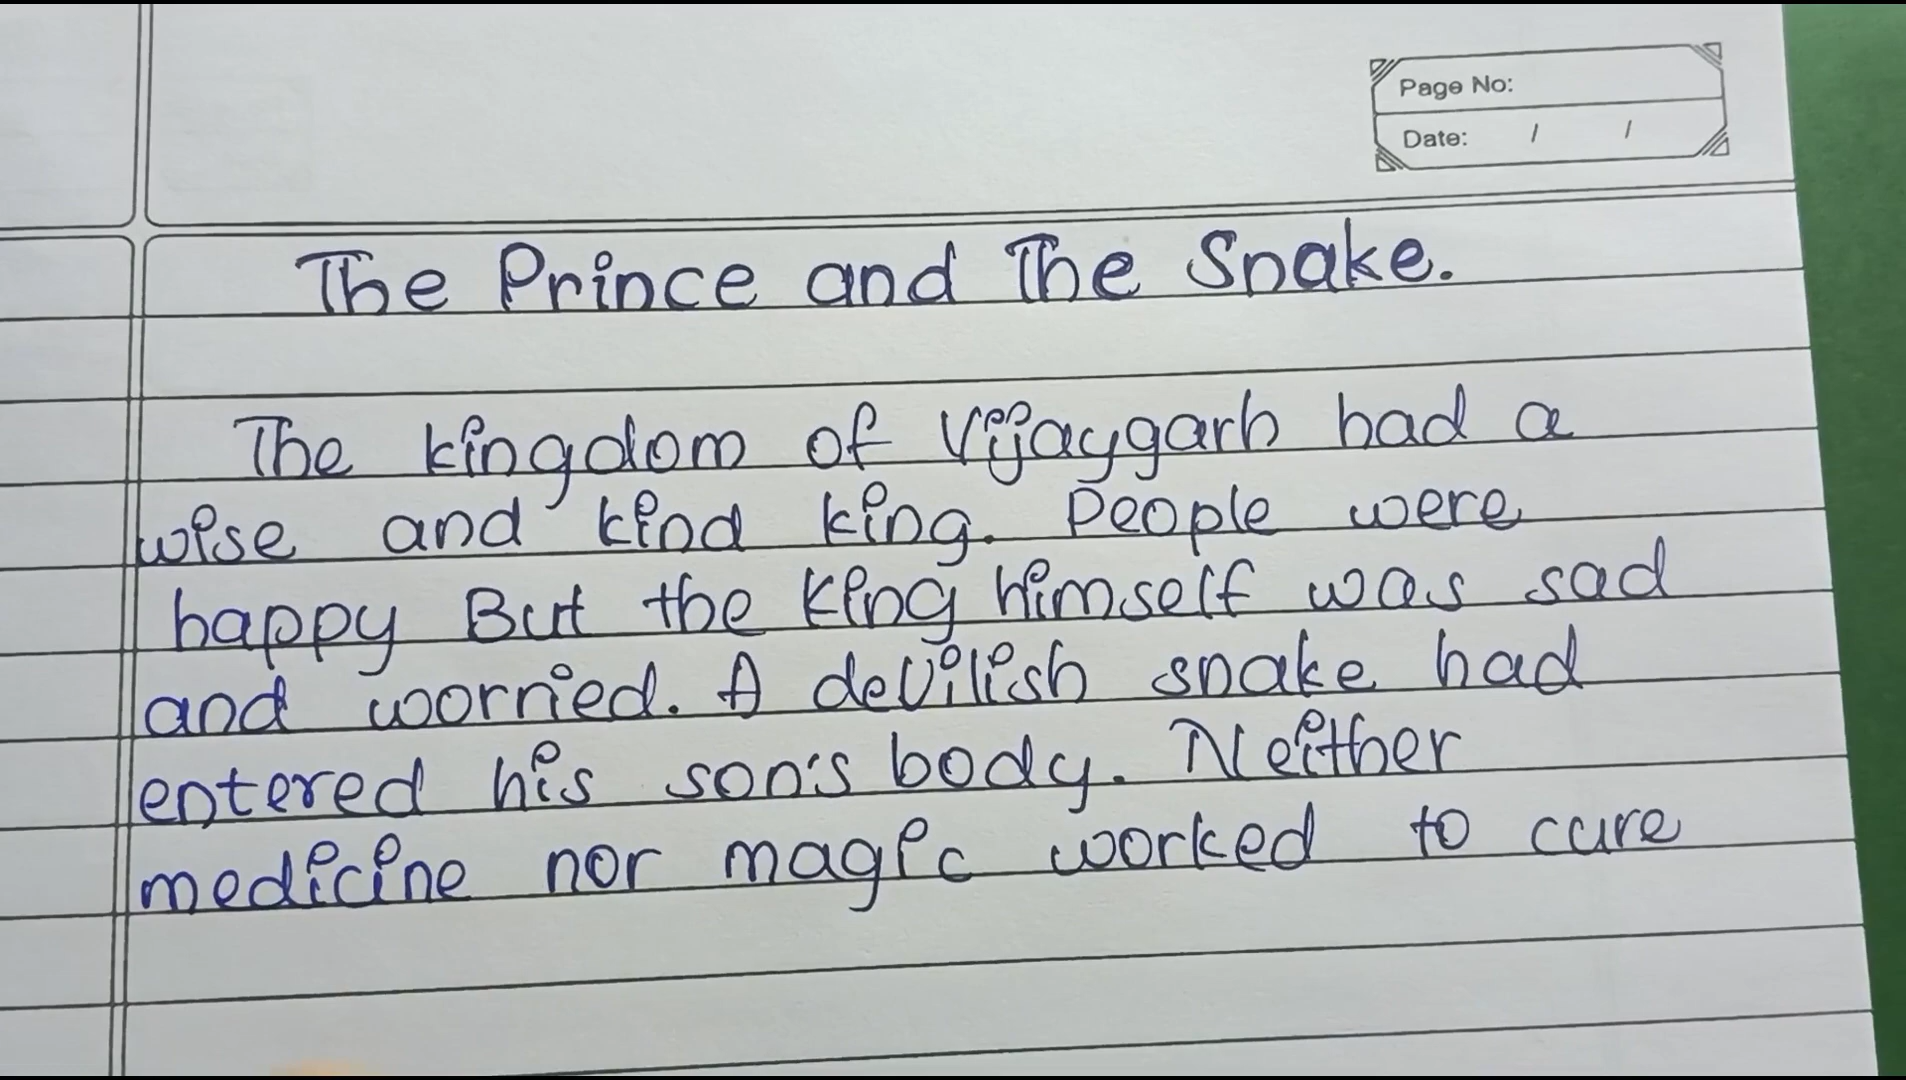 Page No:
Date: / /
The Prince and The Snake.
The kingdom of Vijaygarh had a
wise and kind king. People were
happy But the King himself was sad
and worried. A devilish snake had
entered his son's body. Neither
medicine nor magic worked to cure